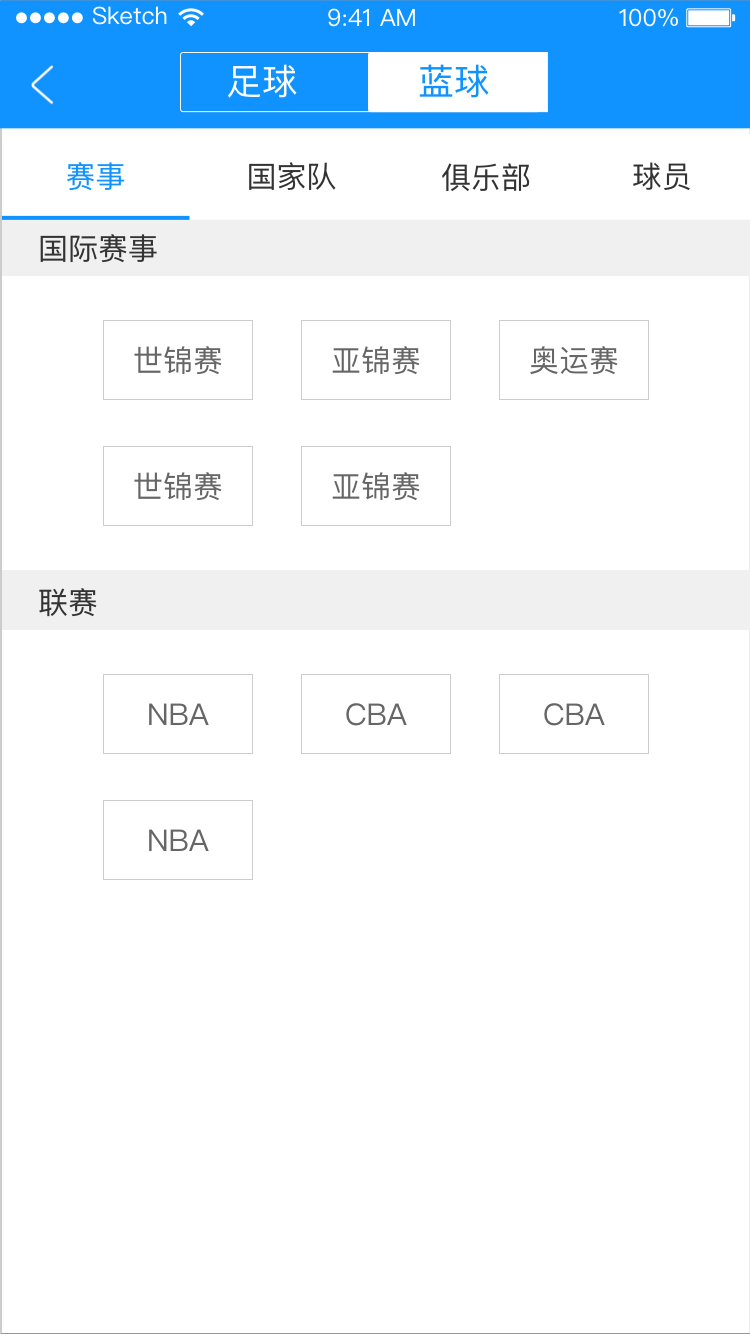 Sketch 9:41 AM 100%
足球 蓝球
赛事 国家队 俱乐部 球员
国际赛事
世锦赛 亚锦赛 奥运赛
世锦赛 亚锦赛
联赛
NBA CBA CBA
NBA